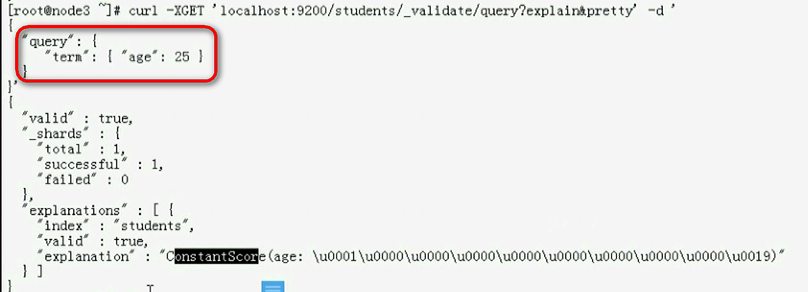 [root@node3 ~]# curl -XGET 'localhost:9200/students/_validate/query?explain&pretty' -d '
{
  "query": {
    "term": { "age": 25 }
  }
}'
{
  "valid" : true,
  "_shards" : {
    "total" : 1,
    "successful" : 1,
    "failed" : 0
  },
  "explanations" : [ {
    "index" : "students",
    "valid" : true,
    "explanation" : "ConstantScore(age: \u0001\u0000\u0000\u0000\u0000\u0000\u0000\u0000\u0000\u0019)"
  } ]
}